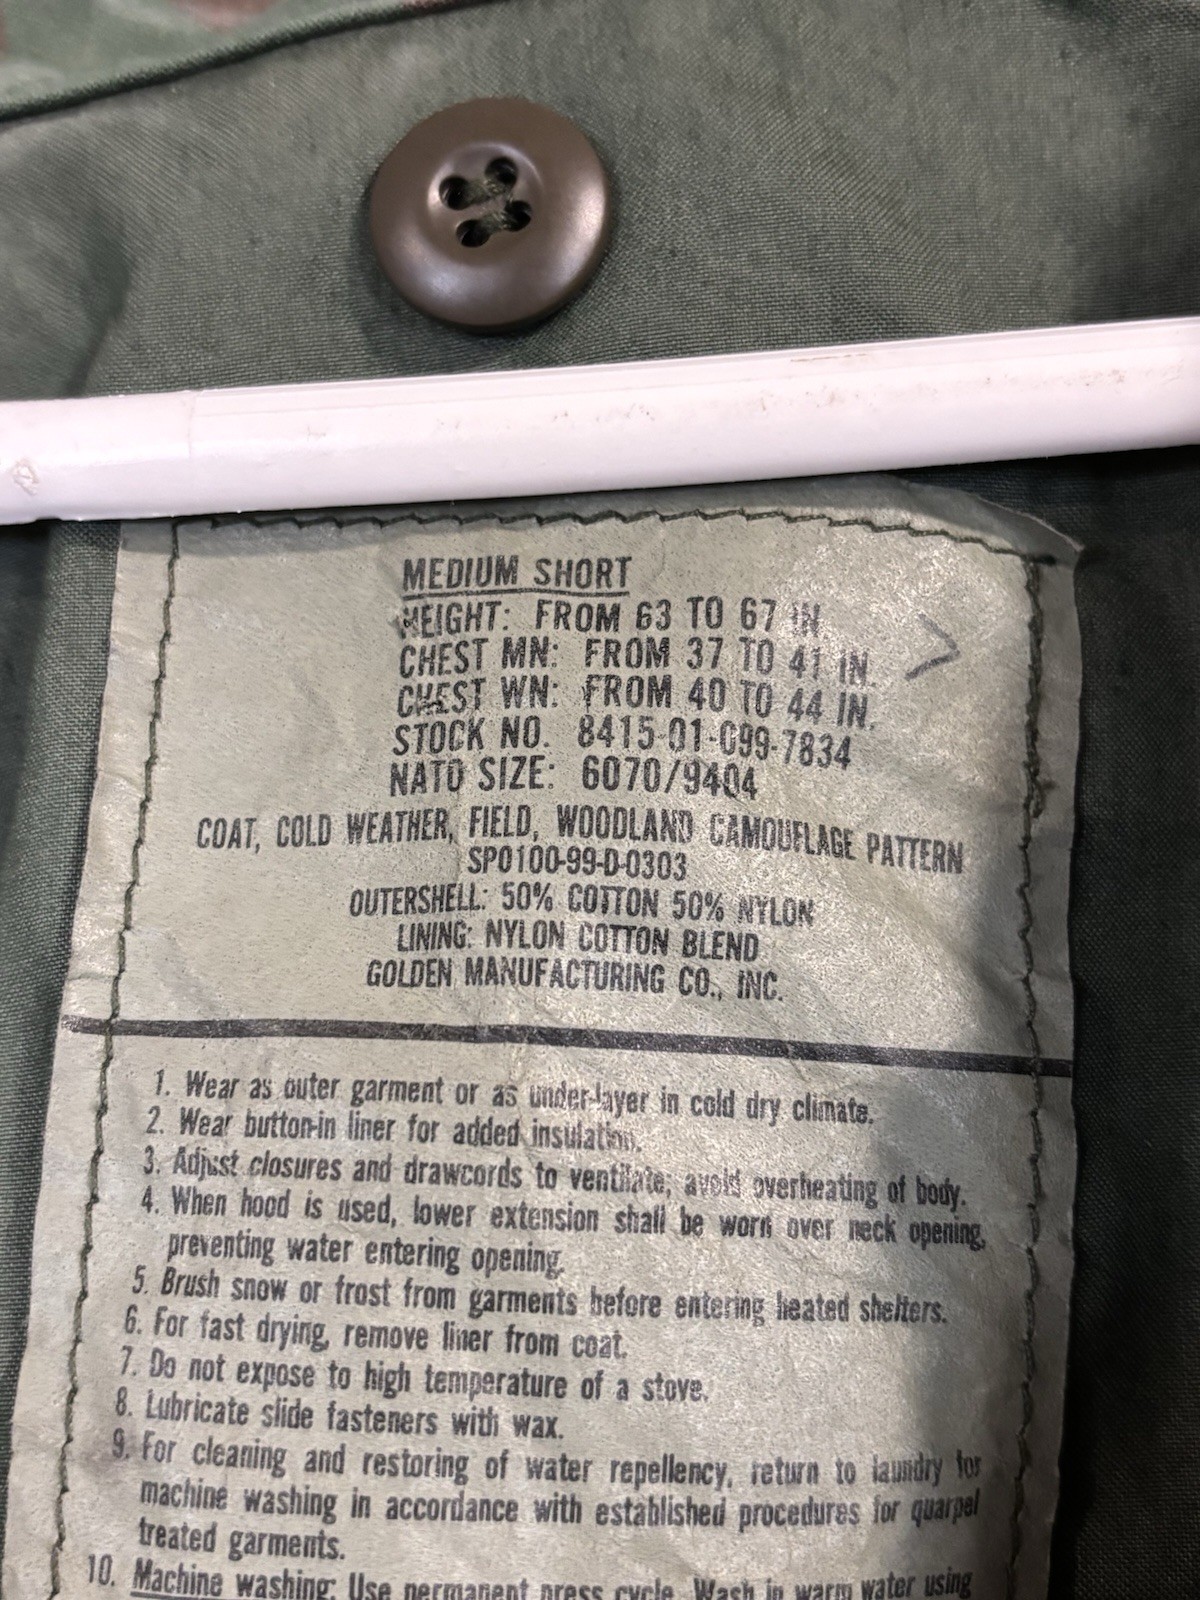 MEDIUM SHORT
HEIGHT: FROM 63 TO 67 IN
CHEST MN: FROM 37 TO 41 IN.
CHEST WN: FROM 40 TO 44 IN.
STOCK NO. 8415-01-099-7834
NATO SIZE: 6070/9404
COAT, COLD WEATHER, FIELD, WOODLAND CAMOUFLAGE PATTERN
SP0100-99-D-0303
OUTERSHELL: 50% COTTON 50% NYLON
LINING: NYLON COTTON BLEND
GOLDEN MANUFACTURING CO., INC.
1. Wear as outer garment or as under-layer in cold dry climate.
2. Wear button-in liner for added insulation.
3. Adjust closures and drawcords to ventilate; avoid overheating of body.
4. When hood is used, lower extension shall be worn over neck opening,
preventing water entering opening.
5. Brush snow or frost from garments before entering heated shelters.
6. For fast drying, remove liner from coat.
7. Do not expose to high temperature of a stove.
8. Lubricate slide fasteners with wax.
9. For cleaning and restoring of water repellency, return to laundry for
machine washing in accordance with established procedures for quarpel
treated garments.
10. Machine washing: Use permanent press cycle. Wash in warm water using